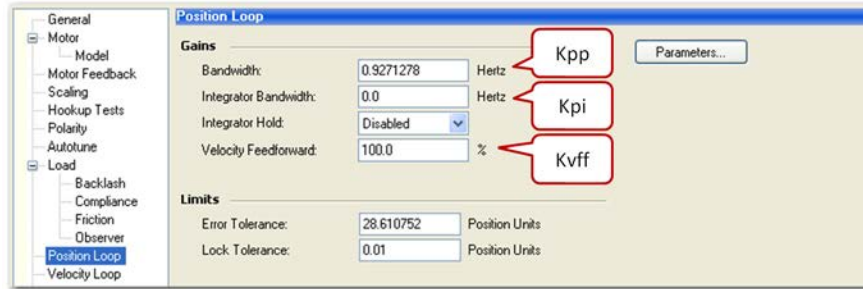 General
Motor
Model
Motor Feedback
Scaling
Hookup Tests
Polarity
Autotune
Load
Backlash
Compliance
Friction
Observer
Position Loop
Velocity Loop
Position Loop
Gains
Bandwidth: 0.9271278 Hertz Kpp Parameters...
Integrator Bandwidth: 0.0 Hertz Kpi
Integrator Hold: Disabled
Velocity Feedforward: 100.0 % Kvff
Limits
Error Tolerance: 28.610752 Position Units
Lock Tolerance: 0.01 Position Units